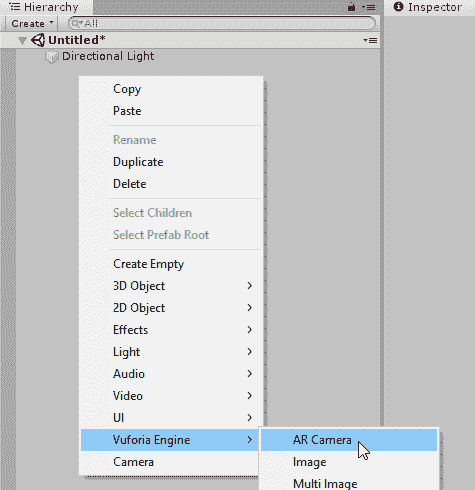 Hierarchy
Inspector
Create
All
Untitled*
Directional Light
Copy
Paste
Rename
Duplicate
Delete
Select Children
Select Prefab Root
Create Empty
3D Object
2D Object
Effects
Light
Audio
Video
UI
Vuforia Engine
AR Camera
Camera
Image
Multi Image